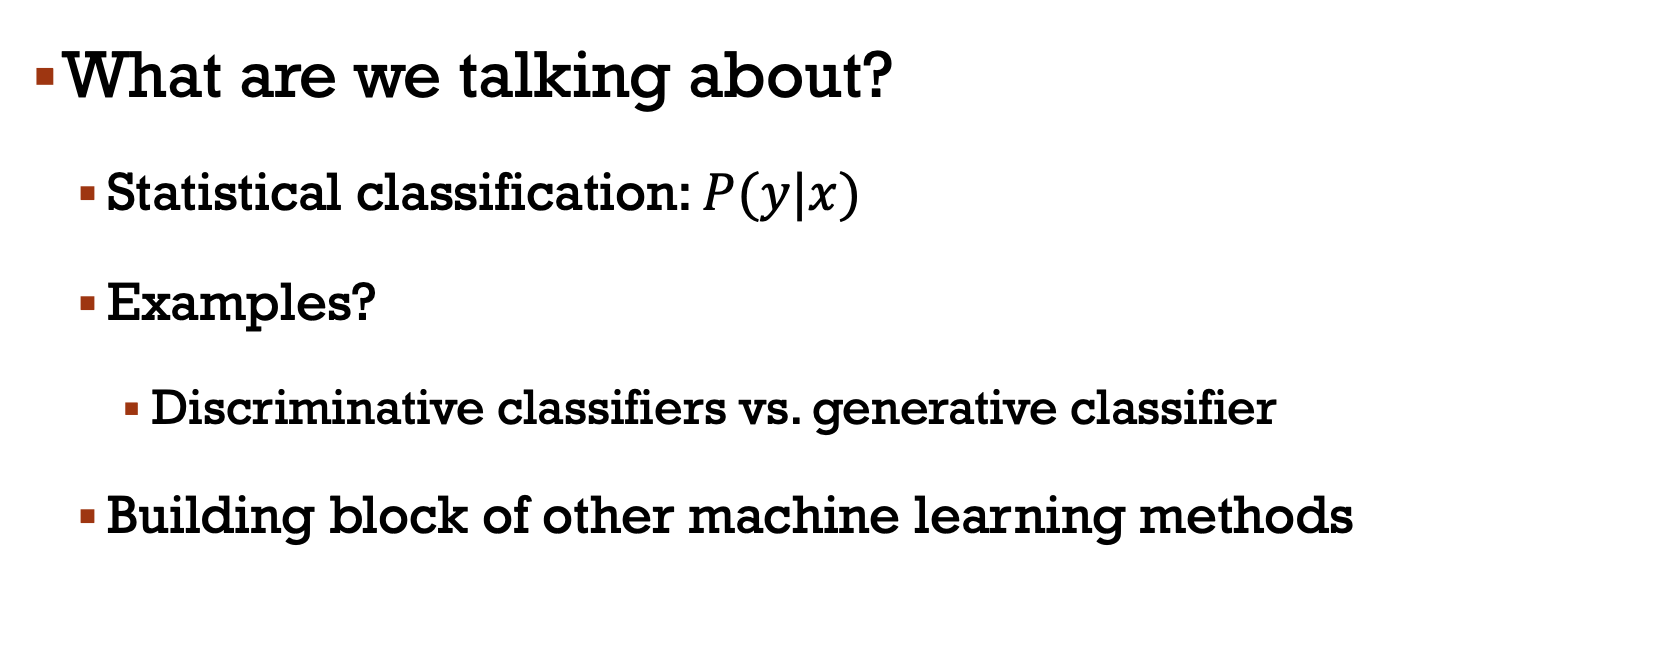 ▪What are we talking about?
▪Statistical classification: P(y|x)
▪Examples?
▪Discriminative classifiers vs. generative classifier
▪Building block of other machine learning methods